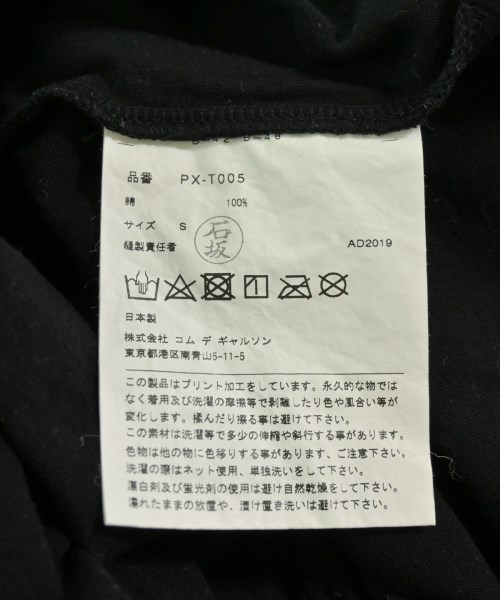 品番 PX-T005
綿 100%
サイズ S
石坂
縫製責任者 AD2019
日本製
株式会社 コム デ ギャルソン
東京都港区南青山5-11-5
この製品はプリント加工をしています。永久的な物では
なく着用及び洗濯の摩擦等で剥離したり色や風合い等が
変化します。揉んだり擦る事は避けて下さい。
この素材は洗濯等で多少の伸縮や斜行する事があります。
色物は他の物に色移りする事があります、ご注意下さい。
洗濯の際はネット使用、単独洗いをして下さい。
漂白剤及び蛍光剤の使用は避け自然乾燥をして下さい。
濡れたままの放置や、漬け置き洗いは避けて下さい。